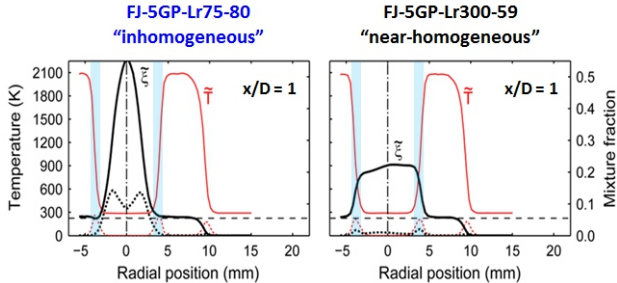 FJ-5GP-Lr75-80
“inhomogeneous”
FJ-5GP-Lr300-59
“near-homogeneous”
Temperature (K)
2100
1800
1500
1200
900
600
300
0
ξ̃
T̃
x/D = 1
−5 0 5 10 15 20
Radial position (mm)
ξ̃
T̃
x/D = 1
0.5
0.4
0.3
0.2
0.1
0.0
Mixture fraction
−5 0 5 10 15 20
Radial position (mm)